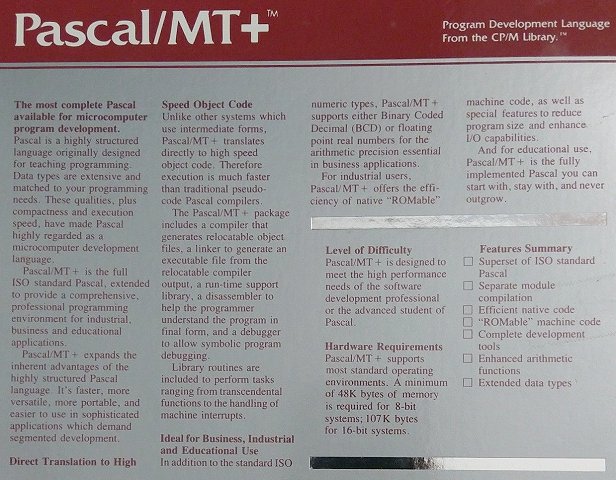 Pascal/MT+™
Program Development Language
From the CP/M Library.™
The most complete Pascal
available for microcomputer
program development.
Pascal is a highly structured
language originally designed
for teaching programming.
Data types are extensive and
matched to your programming
needs. These qualities, plus
compactness and execution
speed, have made Pascal
highly regarded as a
microcomputer development
language.
Pascal/MT+ is the full
ISO standard Pascal, extended
to provide a comprehensive,
professional programming
environment for industrial,
business and educational
applications.
Pascal/MT+ expands the
inherent advantages of the
highly structured Pascal
language. It's faster, more
versatile, more portable, and
easier to use in sophisticated
applications which demand
segmented development.
Direct Translation to High
Speed Object Code
Unlike other systems which
use intermediate forms,
Pascal/MT+ translates
directly to high speed
object code. Therefore
execution is much faster
than traditional pseudo-
code Pascal compilers.
The Pascal/MT+ package
includes a compiler that
generates relocatable object
files, a linker to generate an
executable file from the
relocatable compiler
output, a run-time support
library, a disassembler to
help the programmer
understand the program in
final form, and a debugger
to allow symbolic program
debugging.
Library routines are
included to perform tasks
ranging from transcendental
functions to the handling of
machine interrupts.
Ideal for Business, Industrial
and Educational Use
In addition to the standard ISO
numeric types, Pascal/MT+
supports either Binary Coded
Decimal (BCD) or floating
point real numbers for the
arithmetic precision essential
in business applications.
For industrial users,
Pascal/MT+ offers the effi-
ciency of native "ROMable"
machine code, as well as
special features to reduce
program size and enhance
I/O capabilities.
And for educational use,
Pascal/MT+ is the fully
implemented Pascal you can
start with, stay with, and never
outgrow.
Level of Difficulty
Pascal/MT+ is designed to
meet the high performance
needs of the software
development professional
or the advanced student of
Pascal.
Hardware Requirements
Pascal/MT+ supports
most standard operating
environments. A minimum
of 48K bytes of memory
is required for 8-bit
systems; 107K bytes
for 16-bit systems.
Features Summary
☐ Superset of ISO standard
Pascal
☐ Separate module
compilation
☐ Efficient native code
☐ "ROMable" machine code
☐ Complete development
tools
☐ Enhanced arithmetic
functions
☐ Extended data types